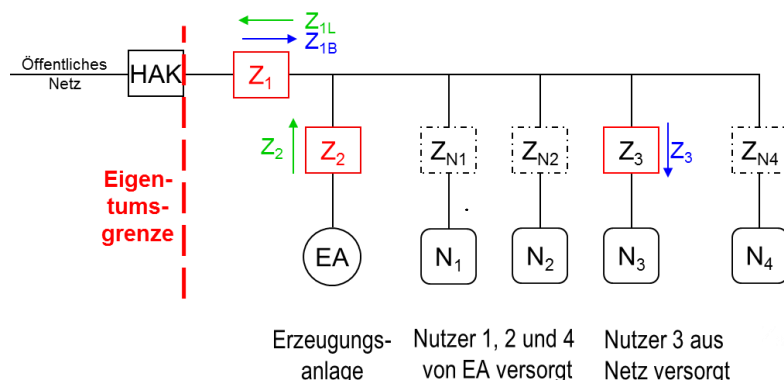 Z1L
Z1B
Öffentliches
Netz
HAK
Z1
Z2
Z2
ZN1
ZN2
Z3
Z3
ZN4
Eigen-
tums-
grenze
EA
N1
N2
N3
N4
Erzeugungs-
anlage
Nutzer 1, 2 und 4
von EA versorgt
Nutzer 3 aus
Netz versorgt